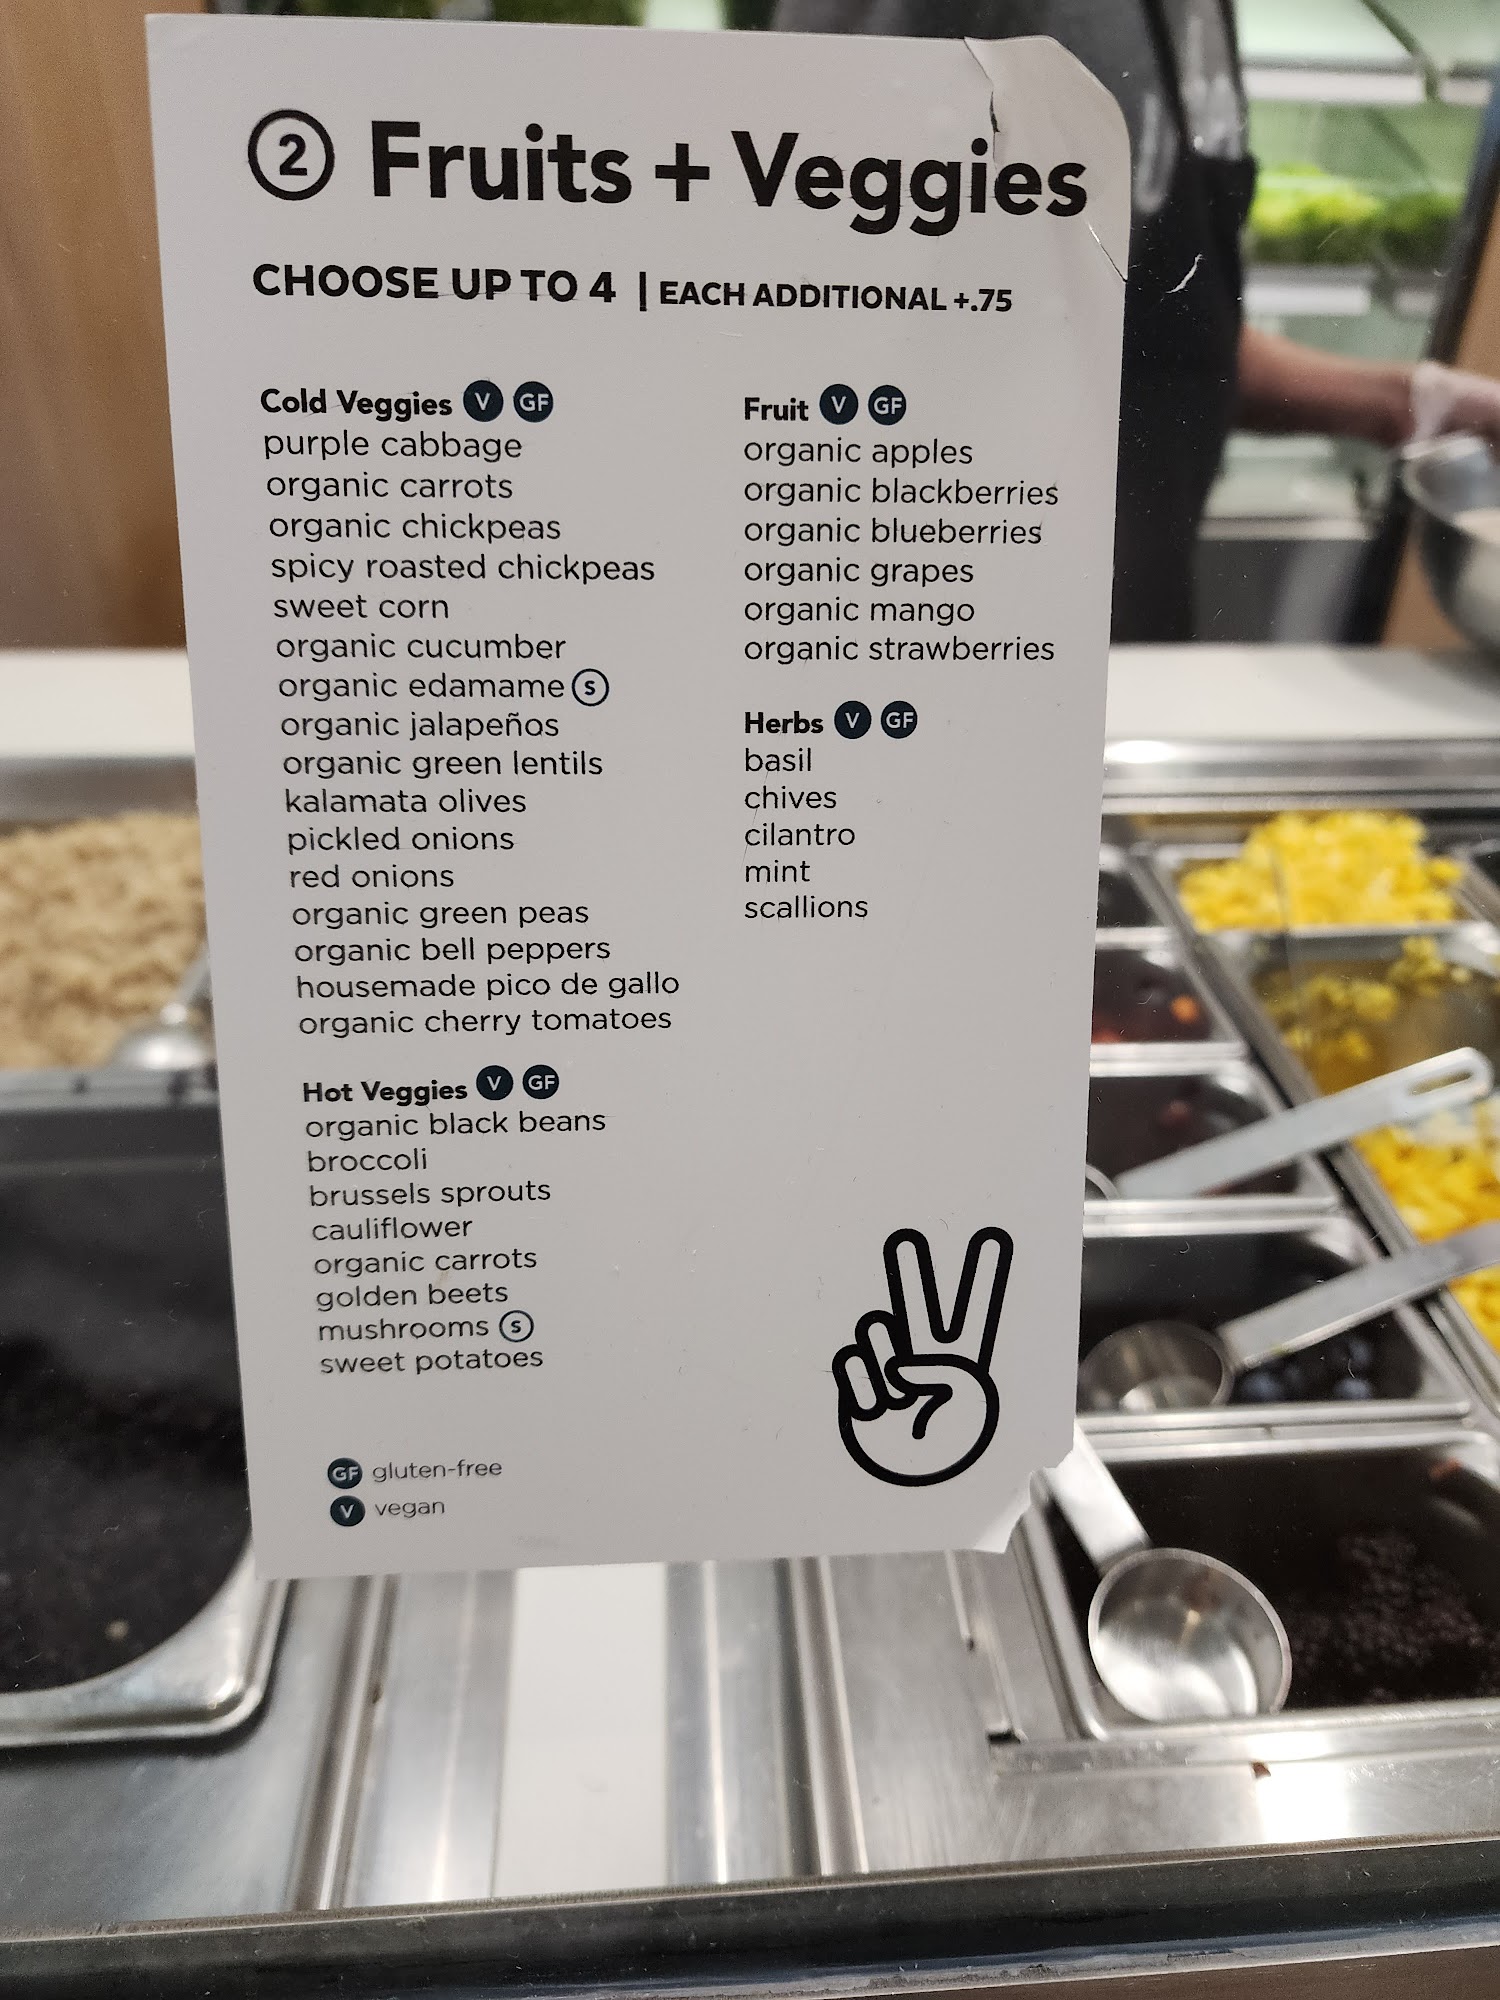 2 Fruits + Veggies
CHOOSE UP TO 4 | EACH ADDITIONAL +.75
Cold Veggies V GF
purple cabbage
organic carrots
organic chickpeas
spicy roasted chickpeas
sweet corn
organic cucumber
organic edamame S
organic jalapeños
organic green lentils
kalamata olives
pickled onions
red onions
organic green peas
organic bell peppers
housemade pico de gallo
organic cherry tomatoes
Hot Veggies V GF
organic black beans
broccoli
brussels sprouts
cauliflower
organic carrots
golden beets
mushrooms S
sweet potatoes
Fruit V GF
organic apples
organic blackberries
organic blueberries
organic grapes
organic mango
organic strawberries
Herbs V GF
basil
chives
cilantro
mint
scallions
GF gluten-free
V vegan